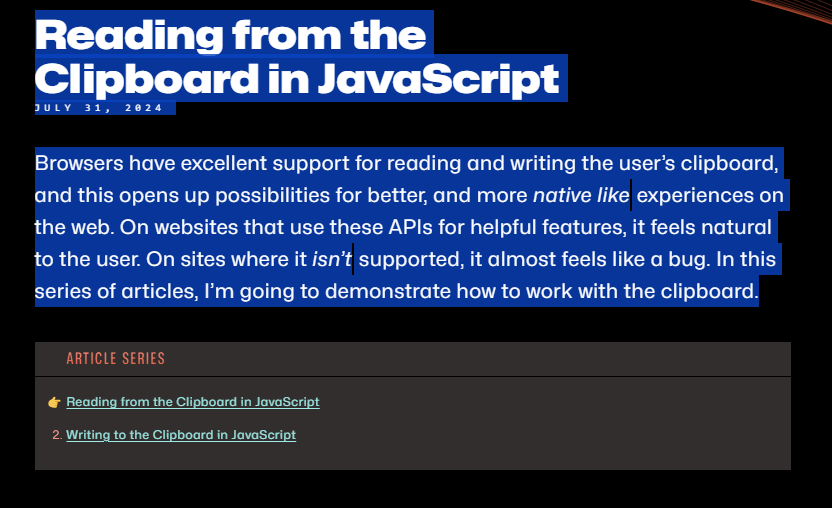 Reading from the
Clipboard in JavaScript
JULY 31, 2024
Browsers have excellent support for reading and writing the user’s clipboard,
and this opens up possibilities for better, and more native like experiences on
the web. On websites that use these APIs for helpful features, it feels natural
to the user. On sites where it isn’t supported, it almost feels like a bug. In this
series of articles, I’m going to demonstrate how to work with the clipboard.
ARTICLE SERIES
👉 Reading from the Clipboard in JavaScript
2. Writing to the Clipboard in JavaScript